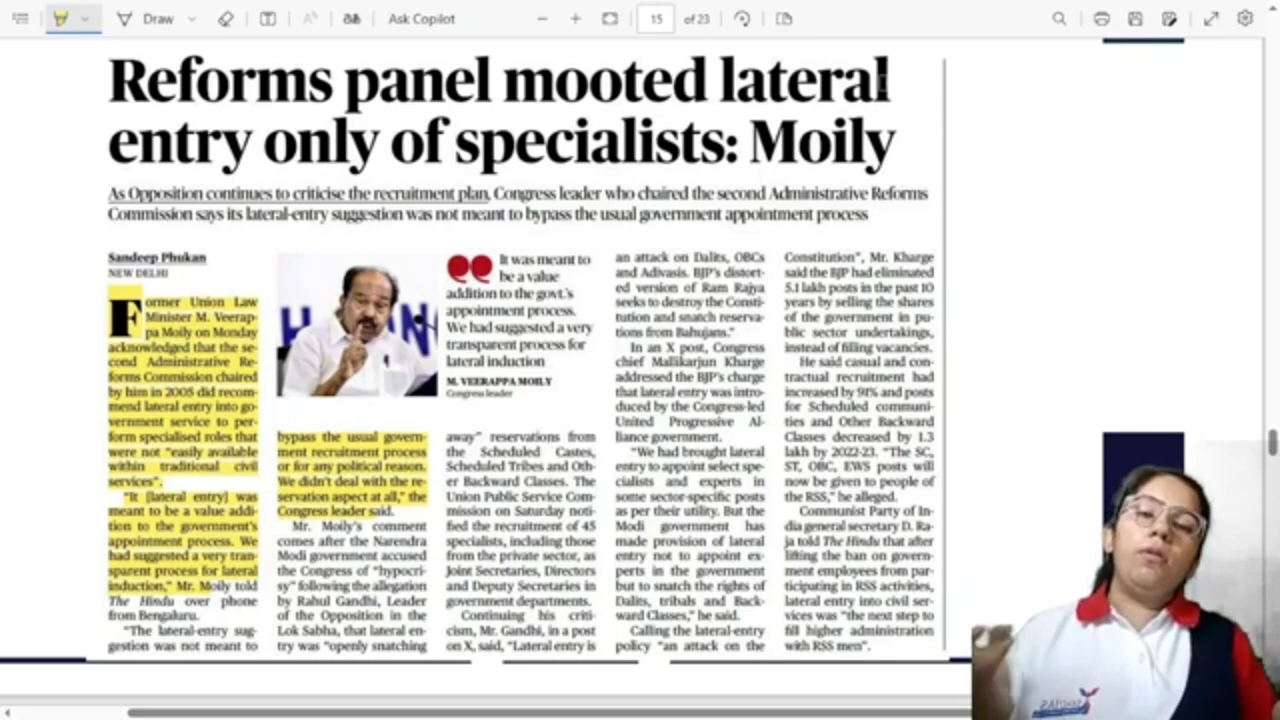 Draw
Ask Copilot
15
of 23
Reforms panel mooted lateral
entry only of specialists: Moily
As Opposition continues to criticise the recruitment plan, Congress leader who chaired the second Administrative Reforms
Commission says its lateral-entry suggestion was not meant to bypass the usual government appointment process
Sandeep Phukan
NEW DELHI
Former Union Law
Minister M. Veerap-
pa Moily on Monday
acknowledged that the se-
cond Administrative Re-
forms Commission chaired
by him in 2005 did recom-
mend lateral entry into go-
vernment service to per-
form specialised roles that
were not "easily available
within traditional civil
services".
"It [lateral entry] was
meant to be a value addi-
tion to the government's
appointment process. We
had suggested a very tran-
sparent process for lateral
induction," Mr. Moily told
The Hindu over phone
from Bengaluru.
"The lateral-entry sug-
gestion was not meant to
bypass the usual govern-
ment recruitment process
or for any political reason.
We didn't deal with the re-
servation aspect at all," the
Congress leader said.
Mr. Moily's comment
comes after the Narendra
Modi government accused
the Congress of "hypocri-
sy" following the allegation
by Rahul Gandhi, Leader
of the Opposition in the
Lok Sabha, that lateral en-
try was "openly snatching
It was meant to
be a value
addition to the govt.'s
appointment process.
We had suggested a very
transparent process for
lateral induction
M. VEERAPPA MOILY
Congress leader
away" reservations from
the Scheduled Castes,
Scheduled Tribes and Oth-
er Backward Classes. The
Union Public Service Com-
mission on Saturday noti-
fied the recruitment of 45
specialists, including those
from the private sector, as
Joint Secretaries, Directors
and Deputy Secretaries in
government departments.
Continuing his criti-
cism, Mr. Gandhi, in a post
on X, said, "Lateral entry is
an attack on Dalits, OBCs
and Adivasis. BJP's distort-
ed version of Ram Rajya
seeks to destroy the Consti-
tution and snatch reserva-
tions from Bahujans."
In an X post, Congress
chief Mallikarjun Kharge
addressed the BJP's charge
that lateral entry was intro-
duced by the Congress-led
United Progressive Al-
liance government.
"We had brought lateral
entry to appoint select spe-
cialists and experts in
some sector-specific posts
as per their utility. But the
Modi government has
made provision of lateral
entry not to appoint ex-
perts in the government
but to snatch the rights of
Dalits, tribals and Back-
ward Classes," he said.
Calling the lateral-entry
policy "an attack on the
Constitution", Mr. Kharge
said the BJP had eliminated
5.1 lakh posts in the past 10
years by selling the shares
of the government in pu-
blic sector undertakings,
instead of filling vacancies.
He said casual and con-
tractual recruitment had
increased by 91% and posts
for Scheduled communi-
ties and Other Backward
Classes decreased by 1.3
lakh by 2022-23. "The SC,
ST, OBC, EWS posts will
now be given to people of
the RSS," he alleged.
Communist Party of In-
dia general secretary D. Ra-
ja told The Hindu that after
lifting the ban on govern-
ment employees from par-
ticipating in RSS activities,
lateral entry into civil ser-
vices was "the next step to
fill higher administration
with RSS men".